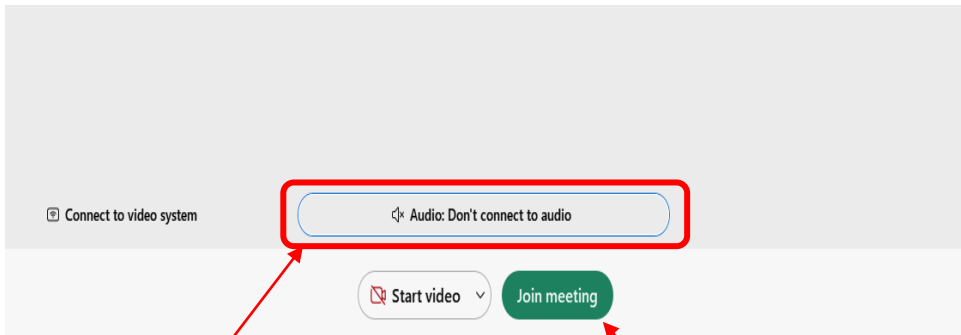 Connect to video system
Audio: Don't connect to audio
Start video
Join meeting